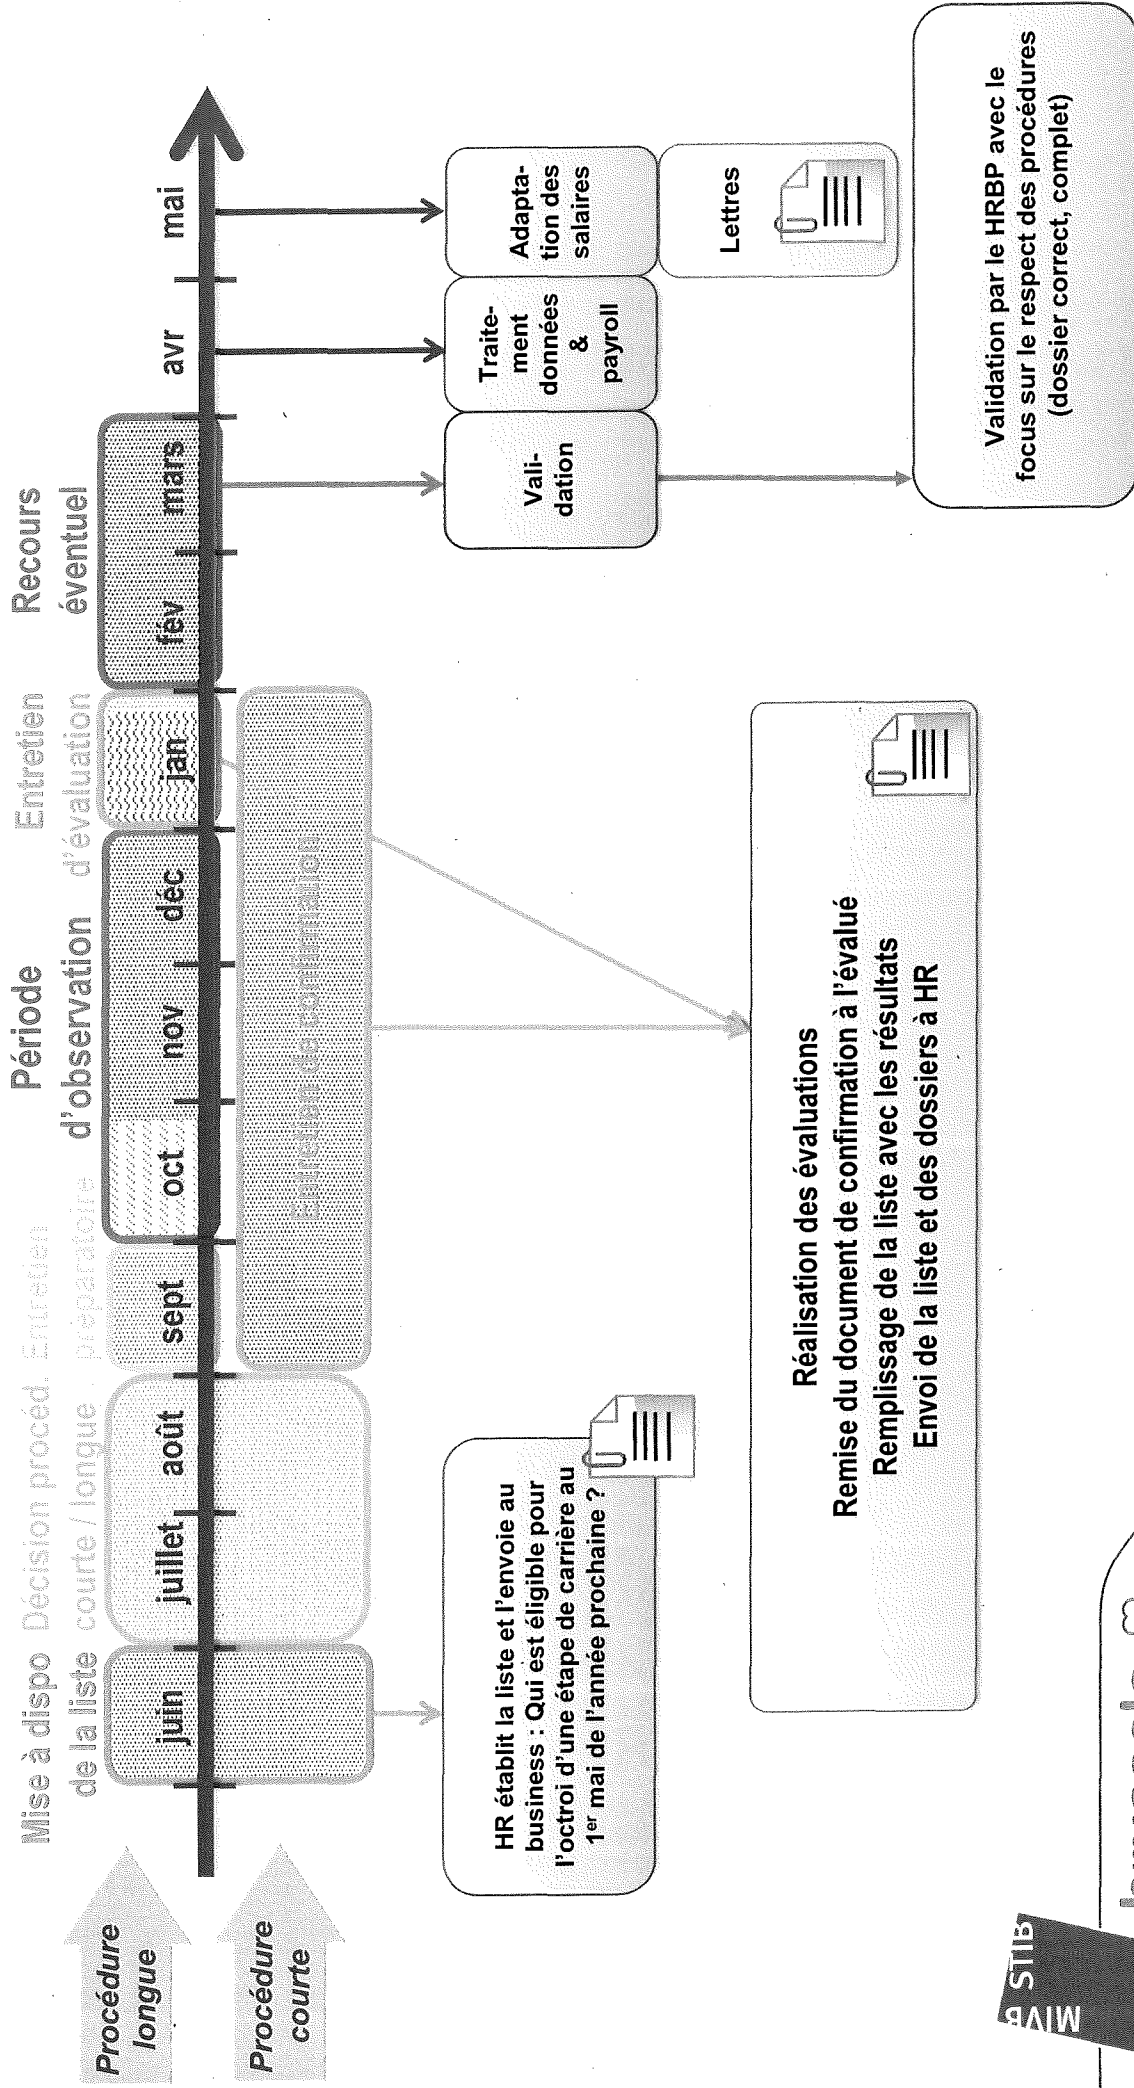 Mise à dispo
de la liste
Décision procéd.
courte / longue
Entretien
préparatoire
Période
d'observation
Entretien
d'évaluation
Recours
éventuel
Procédure
longue
juin
juillet
août
sept
oct
nov
déc
jan
fév
mars
avr
mai
Procédure
courte
Entretien de confirmation
HR établit la liste et l'envoie au
business : Qui est éligible pour
l'octroi d'une étape de carrière au
1er mai de l'année prochaine ?
Vali-
dation
Traite-
ment
données
&
payroll
Adapta-
tion des
salaires
Lettres
Réalisation des évaluations
Remise du document de confirmation à l'évalué
Remplissage de la liste avec les résultats
Envoi de la liste et des dossiers à HR
Validation par le HRBP avec le
focus sur le respect des procédures
(dossier correct, complet)
MIVB STIB